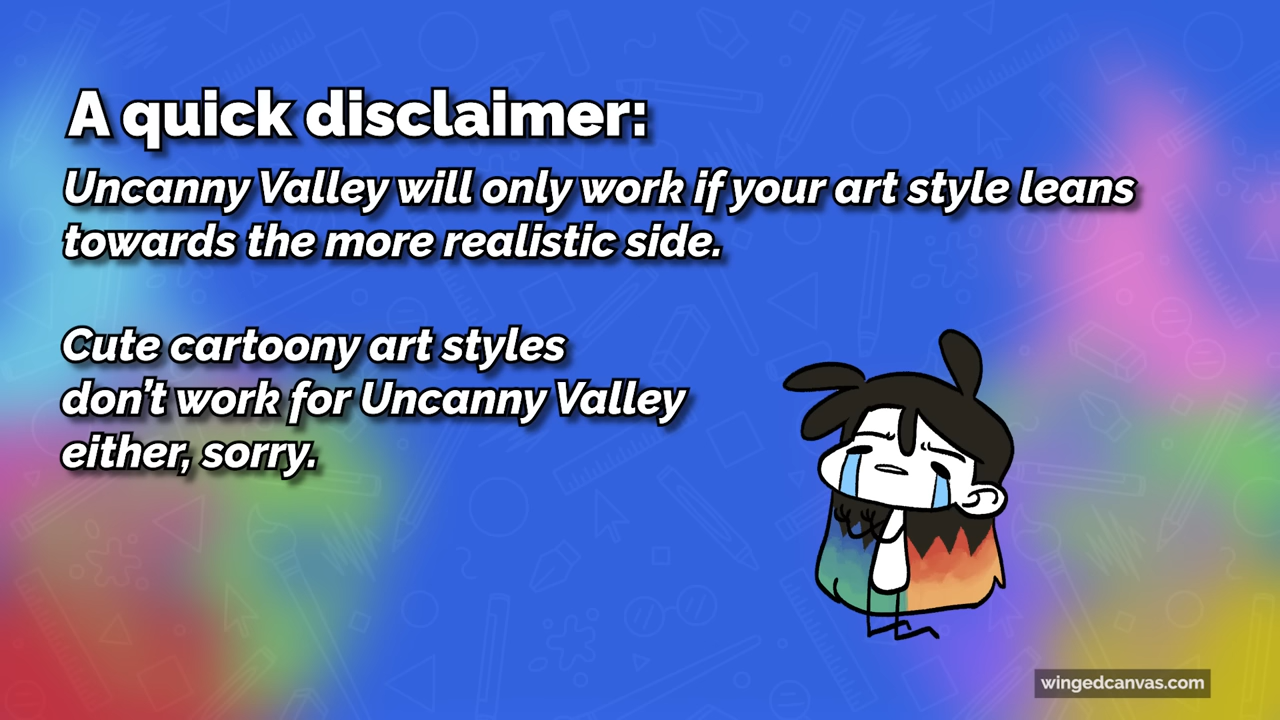 A quick disclaimer:
Uncanny Valley will only work if your art style leans
towards the more realistic side.
Cute cartoony art styles
don't work for Uncanny Valley
either, sorry.
wingedcanvas.com